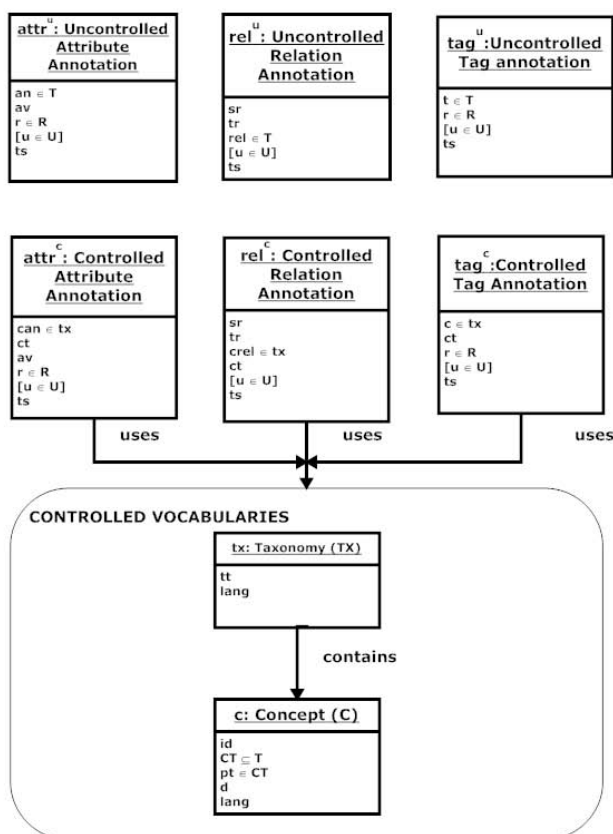 attr^u: Uncontrolled
Attribute
Annotation
an ∈ T
av
r ∈ R
[u ∈ U]
ts
rel^u: Uncontrolled
Relation
Annotation
sr
tr
rel ∈ T
[u ∈ U]
ts
tag^u:Uncontrolled
Tag annotation
t ∈ T
r ∈ R
[u ∈ U]
ts
attr^c: Controlled
Attribute
Annotation
can ∈ tx
ct
av
r ∈ R
[u ∈ U]
ts
rel^c: Controlled
Relation
Annotation
sr
tr
crel ∈ tx
ct
[u ∈ U]
ts
tag^c:Controlled
Tag Annotation
c ∈ tx
ct
r ∈ R
[u ∈ U]
ts
uses
uses
uses
CONTROLLED VOCABULARIES
tx: Taxonomy (TX)
tt
lang
contains
c: Concept (C)
id
CT ⊆ T
pt ∈ CT
d
lang